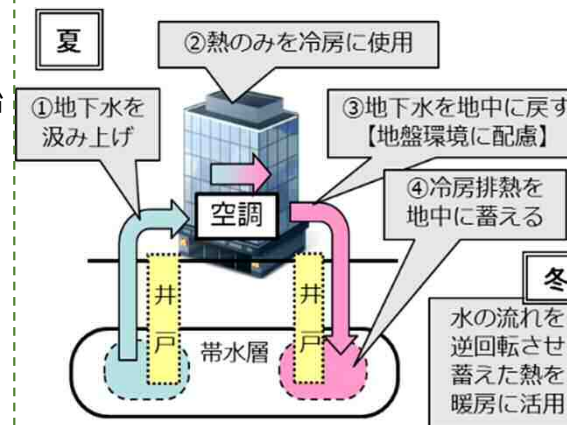 夏
②熱のみを冷房に使用
①地下水を
汲み上げ
③地下水を地中に戻す
【地盤環境に配慮】
④冷房排熱を
地中に蓄える
空調
井戸
井戸
帯水層
冬
水の流れを
逆回転させ
蓄えた熱を
暖房に活用